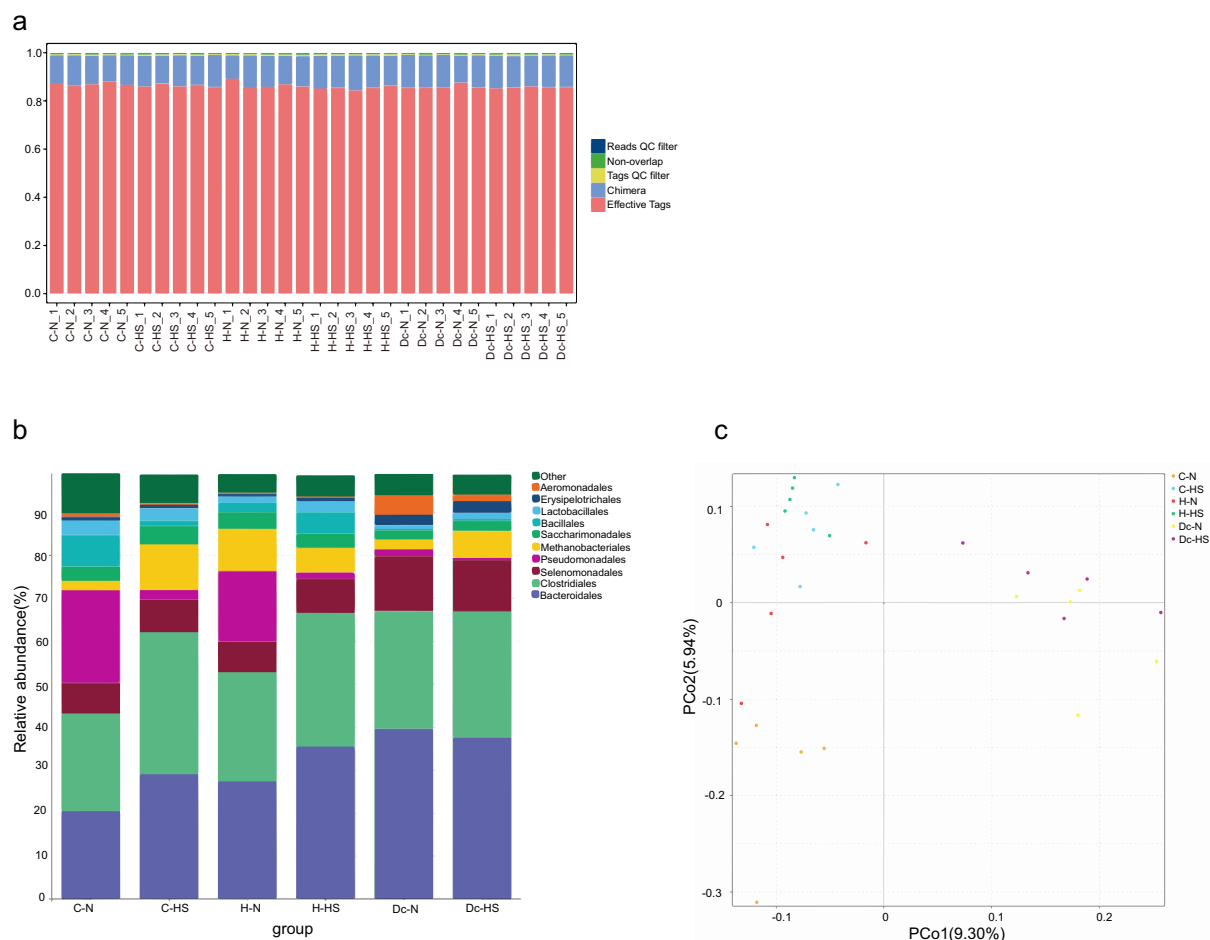 a
1.0
0.8
0.6
0.4
0.2
0.0
C-N_1
C-N_2
C-N_3
C-N_4
C-N_5
C-HS_1
C-HS_2
C-HS_3
C-HS_4
C-HS_5
H-N_1
H-N_2
H-N_3
H-N_4
H-N_5
H-HS_1
H-HS_2
H-HS_3
H-HS_4
H-HS_5
Dc-N_1
Dc-N_2
Dc-N_3
Dc-N_4
Dc-N_5
Dc-HS_1
Dc-HS_2
Dc-HS_3
Dc-HS_4
Dc-HS_5
Reads QC filter
Non-overlap
Tags QC filter
Chimera
Effective Tags
b
Relative abundance(%)
90
80
70
60
50
40
30
20
10
0
C-N
C-HS
H-N
H-HS
Dc-N
Dc-HS
group
Other
Aeromonadales
Erysipelotrichales
Lactobacillales
Bacillales
Saccharimonadales
Methanobacteriales
Pseudomonadales
Selenomonadales
Clostridiales
Bacteroidales
c
PCo2(5.94%)
0.1
0
-0.1
-0.2
-0.3
-0.1
0
0.1
0.2
PCo1(9.30%)
C-N
C-HS
H-N
H-HS
Dc-N
Dc-HS